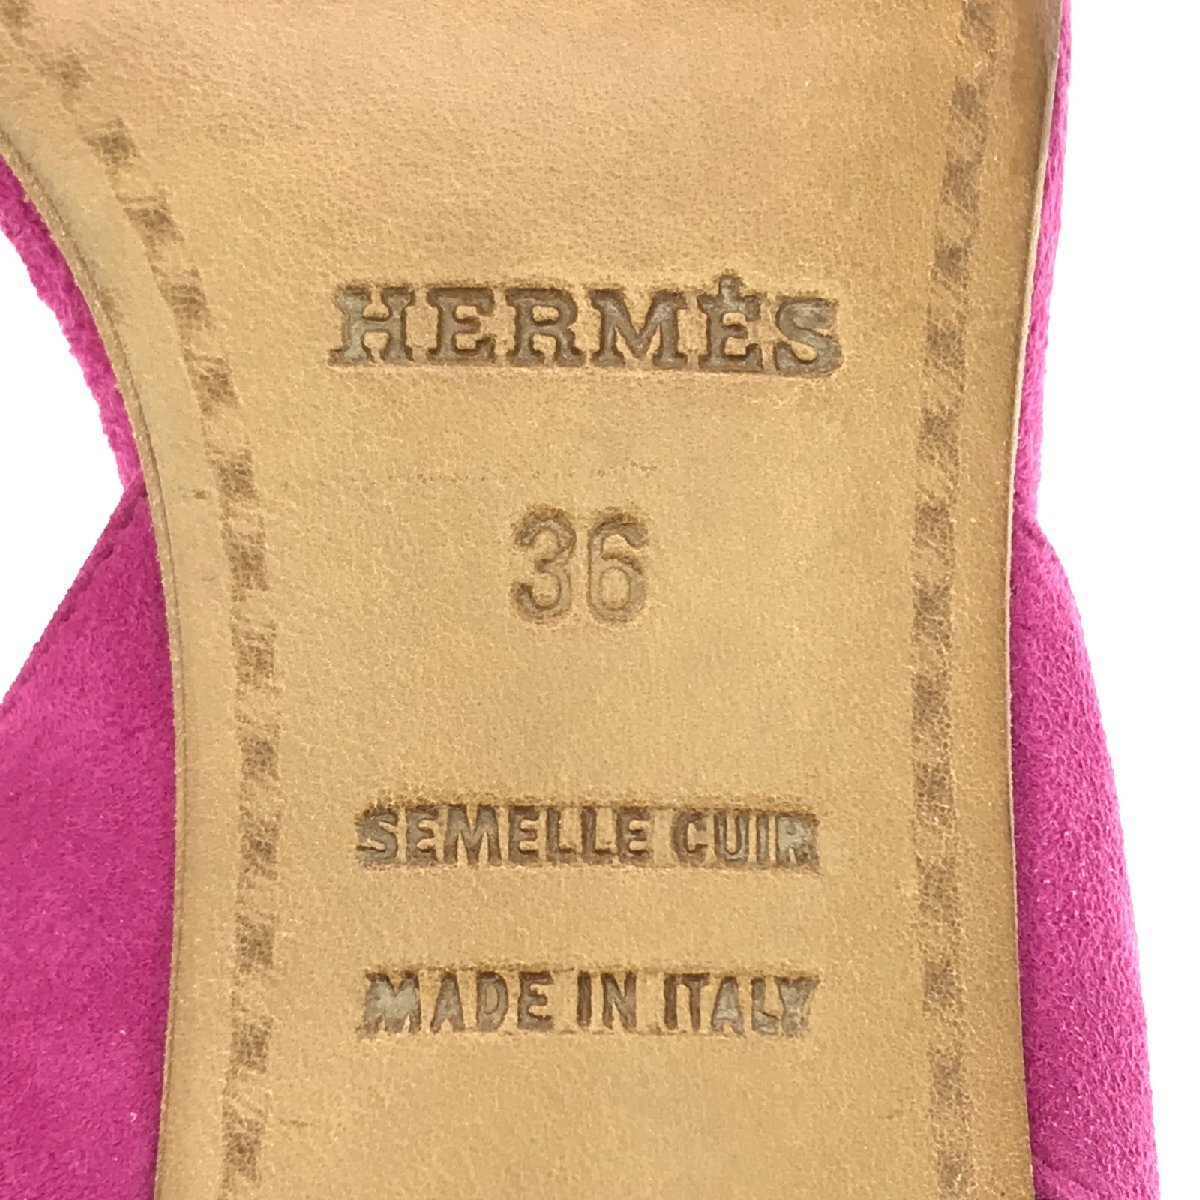 HERMÈS
36
SEMELLE CUIR
MADE IN ITALY